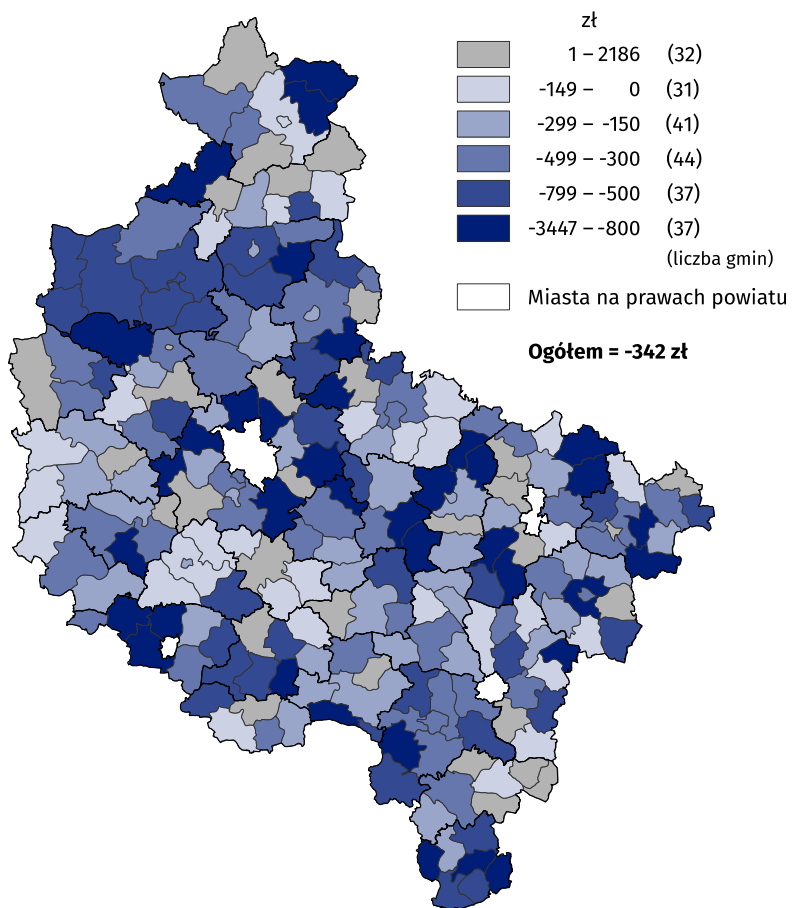 zł
1 – 2186 (32)
-149 – 0 (31)
-299 – -150 (41)
-499 – -300 (44)
-799 – -500 (37)
-3447 – -800 (37)
(liczba gmin)
Miasta na prawach powiatu
Ogółem = -342 zł